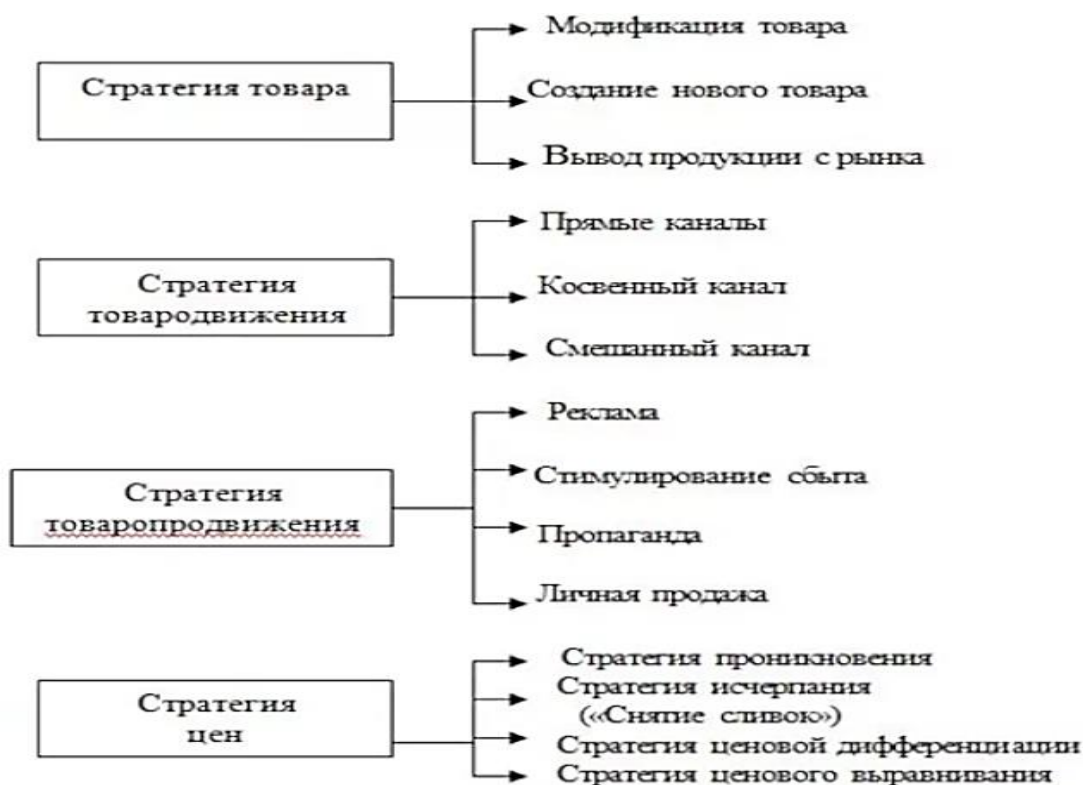 Стратегия товара
Модификация товара
Создание нового товара
Вывод продукции с рынка
Стратегия
товародвижения
Прямые каналы
Косвенный канал
Смешанный канал
Стратегия
товаропродвижения
Реклама
Стимулирование сбыта
Пропаганда
Личная продажа
Стратегия
цен
Стратегия проникновения
Стратегия исчерпания
(«Снятие сливок»)
Стратегия ценовой дифференциации
Стратегия ценового выравнивания